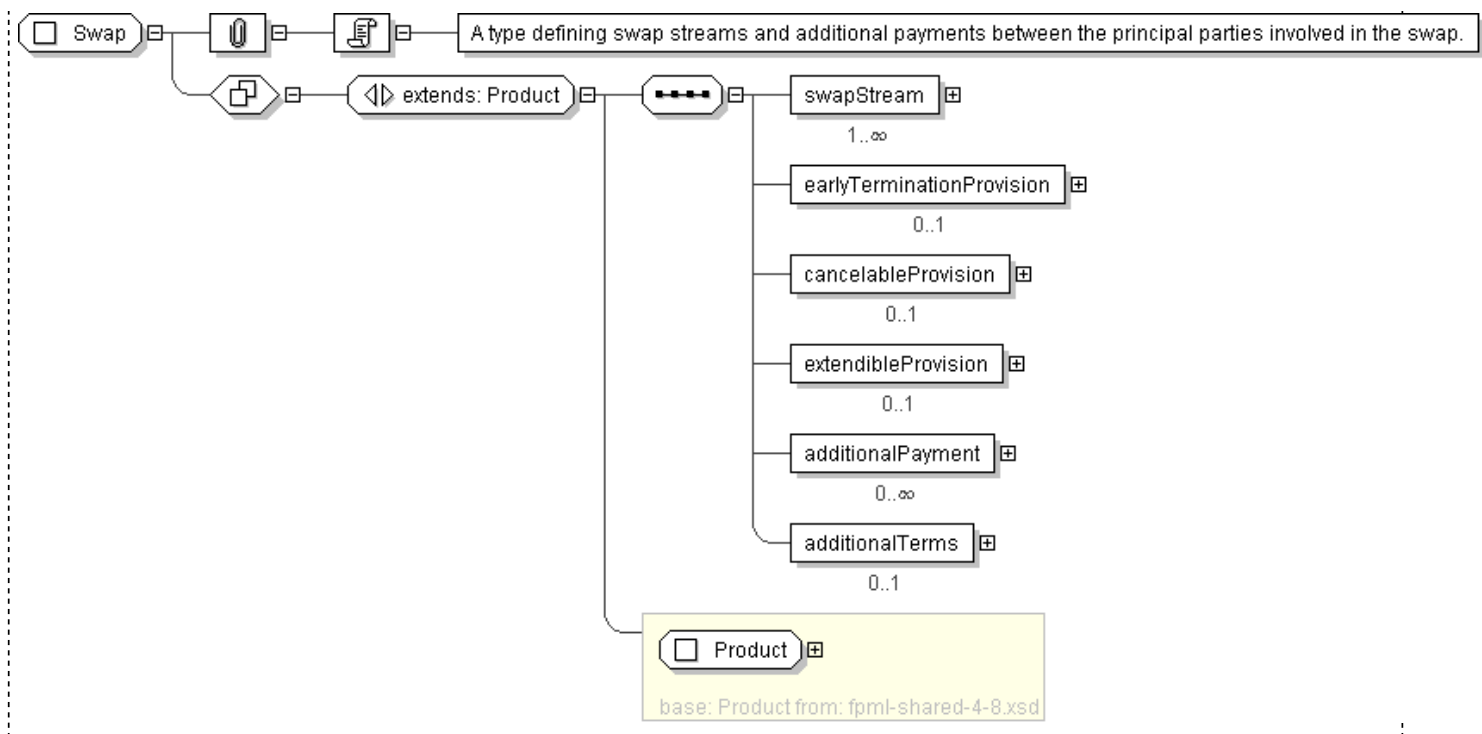 Swap
A type defining swap streams and additional payments between the principal parties involved in the swap.
extends: Product
swapStream
1..∞
earlyTerminationProvision
0..1
cancelableProvision
0..1
extendibleProvision
0..1
additionalPayment
0..∞
additionalTerms
0..1
Product
base: Product from: fpml-shared-4-8.xsd